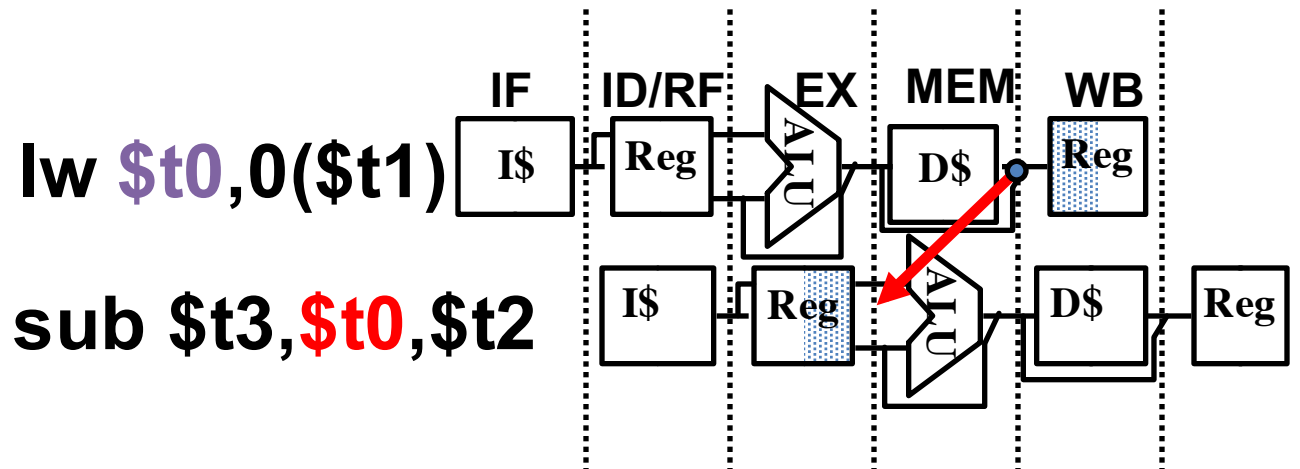 IF ID/RF EX MEM WB
lw $t0,0($t1) I$ Reg ALU D$ Reg
sub $t3,$t0,$t2 I$ Reg ALU D$ Reg